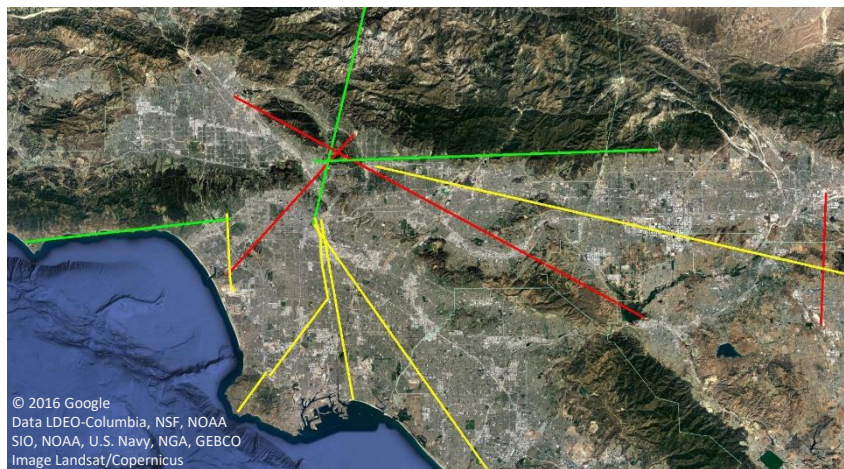 © 2016 Google
Data LDEO-Columbia, NSF, NOAA
SIO, NOAA, U.S. Navy, NGA, GEBCO
Image Landsat/Copernicus